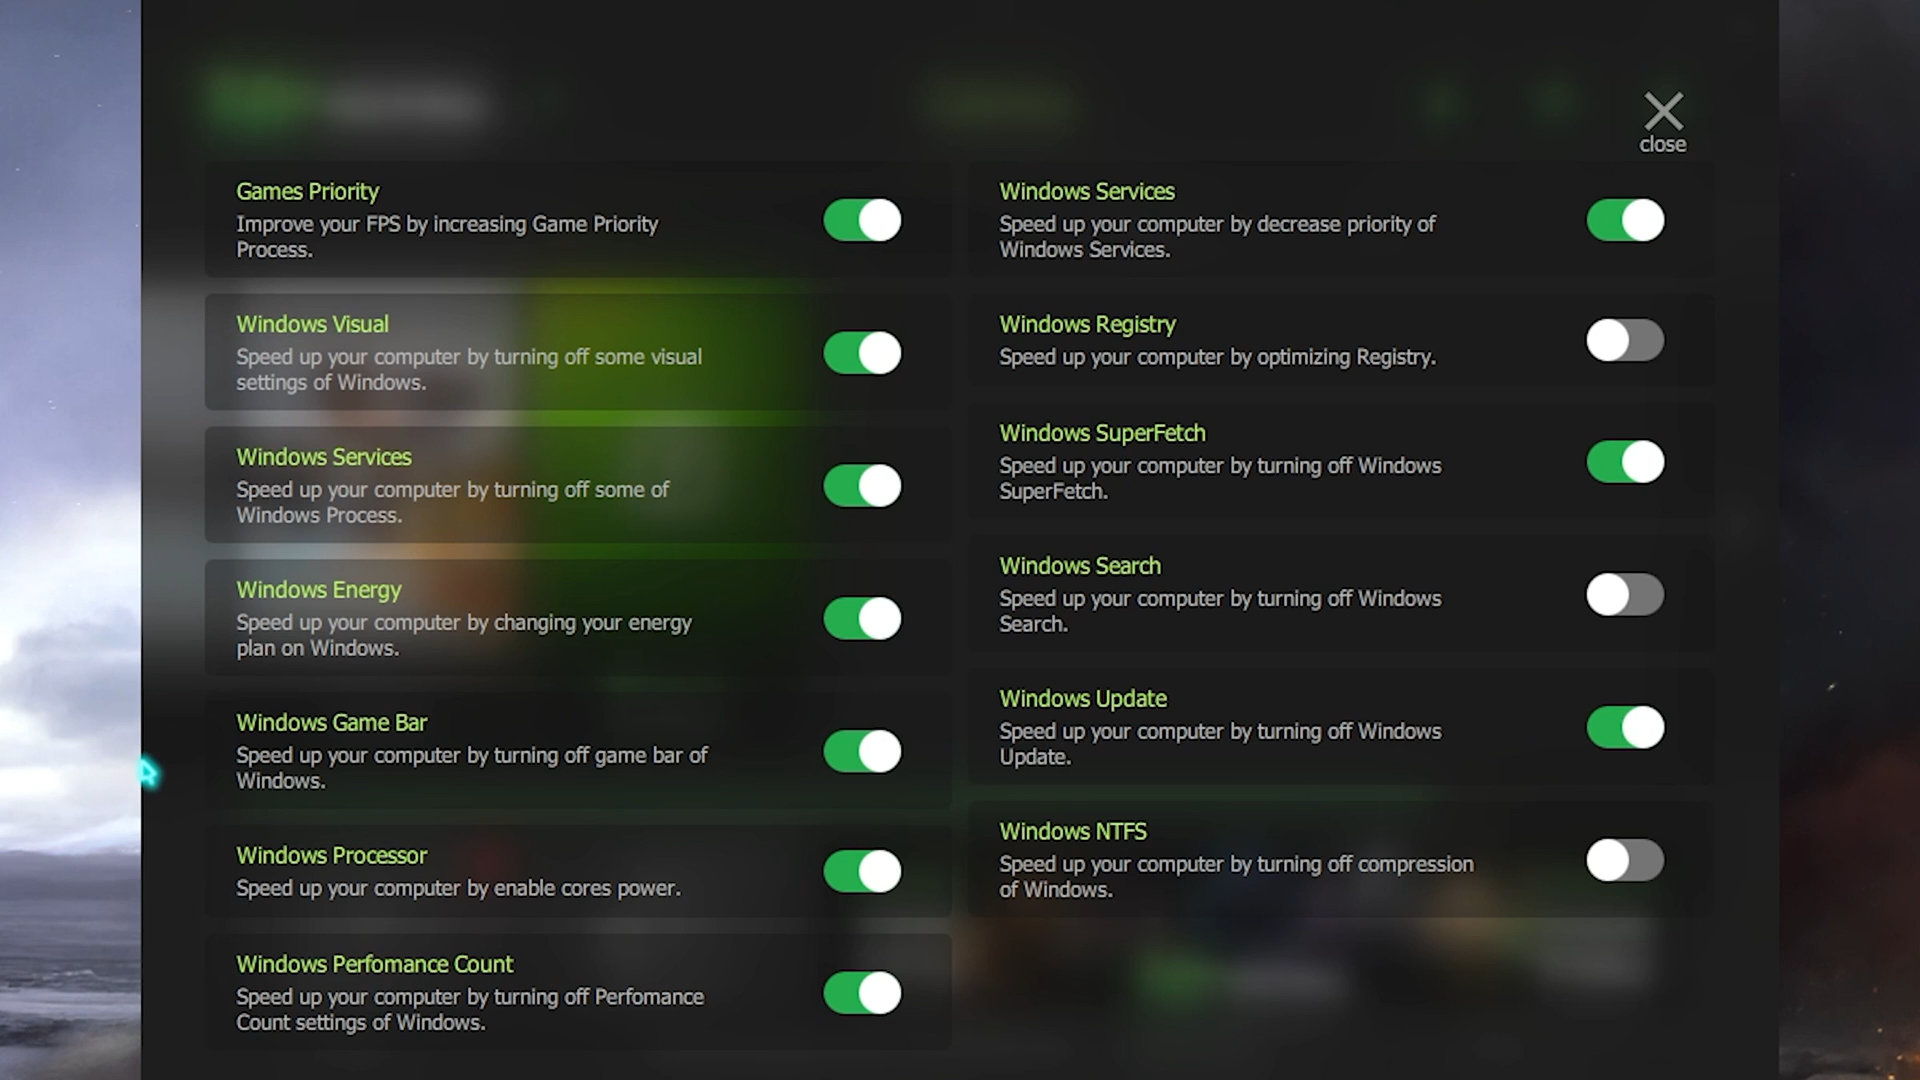 close
Games Priority
Improve your FPS by increasing Game Priority
Process.
Windows Visual
Speed up your computer by turning off some visual
settings of Windows.
Windows Services
Speed up your computer by turning off some of
Windows Process.
Windows Energy
Speed up your computer by changing your energy
plan on Windows.
Windows Game Bar
Speed up your computer by turning off game bar of
Windows.
Windows Processor
Speed up your computer by enable cores power.
Windows Perfomance Count
Speed up your computer by turning off Perfomance
Count settings of Windows.
Windows Services
Speed up your computer by decrease priority of
Windows Services.
Windows Registry
Speed up your computer by optimizing Registry.
Windows SuperFetch
Speed up your computer by turning off Windows
SuperFetch.
Windows Search
Speed up your computer by turning off Windows
Search.
Windows Update
Speed up your computer by turning off Windows
Update.
Windows NTFS
Speed up your computer by turning off compression
of Windows.